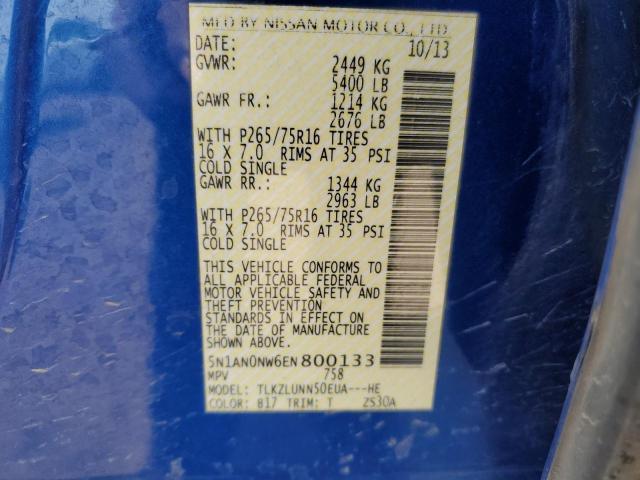 MFD BY NISSAN MOTOR CO., LTD
DATE: 10/13
GVWR: 2449 KG
5400 LB
GAWR FR.: 1214 KG
2676 LB
WITH P265/75R16 TIRES
16 X 7.0 RIMS AT 35 PSI
COLD SINGLE
GAWR RR.: 1344 KG
2963 LB
WITH P265/75R16 TIRES
16 X 7.0 RIMS AT 35 PSI
COLD SINGLE
THIS VEHICLE CONFORMS TO
ALL APPLICABLE FEDERAL
MOTOR VEHICLE SAFETY AND
THEFT PREVENTION
STANDARDS IN EFFECT ON
THE DATE OF MANUFACTURE
SHOWN ABOVE.
5N1AN0NW6EN800133
MPV 758
MODEL: TLKZLUNN50EUA---HE
COLOR: B17 TRIM: T ZS30A